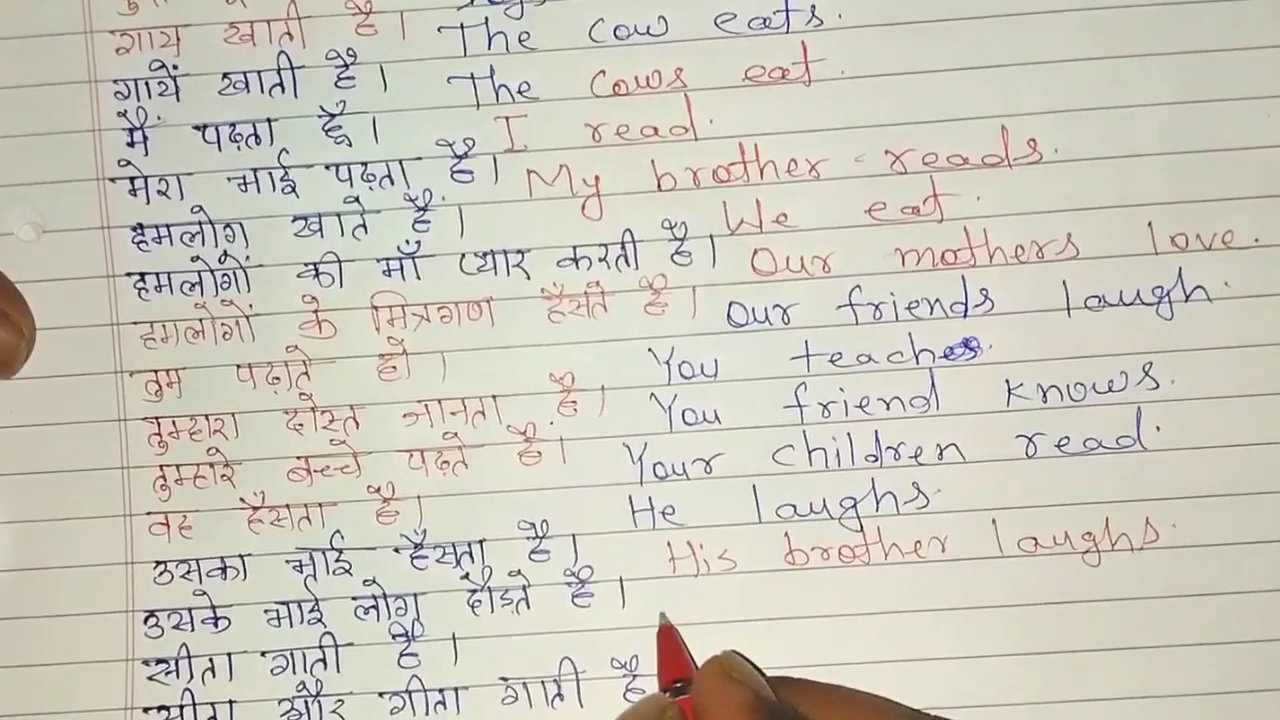 गाय खाती है। The cow eats.
गायें खाती हैं। The cows eat.
मैं पढ़ता हूँ। I read.
मेरा भाई पढ़ता है। My brother reads.
हमलोग खाते हैं। We eat.
हमलोगों की माँ प्यार करती है। Our mothers love.
हमलोगों के मित्रगण हँसते हैं। Our friends laugh.
तुम पढ़ाते हो। You teach
तुम्हारा दोस्त जानता है। You friend knows.
तुम्हारे बच्चे पढ़ते हैं। Your children read.
वह हँसता है। He laughs.
उसका भाई हँसता है। His brother laughs.
उसके भाई लोग दौड़ते हैं।
सीता गाती है।
सीता और गीता गाती हैं